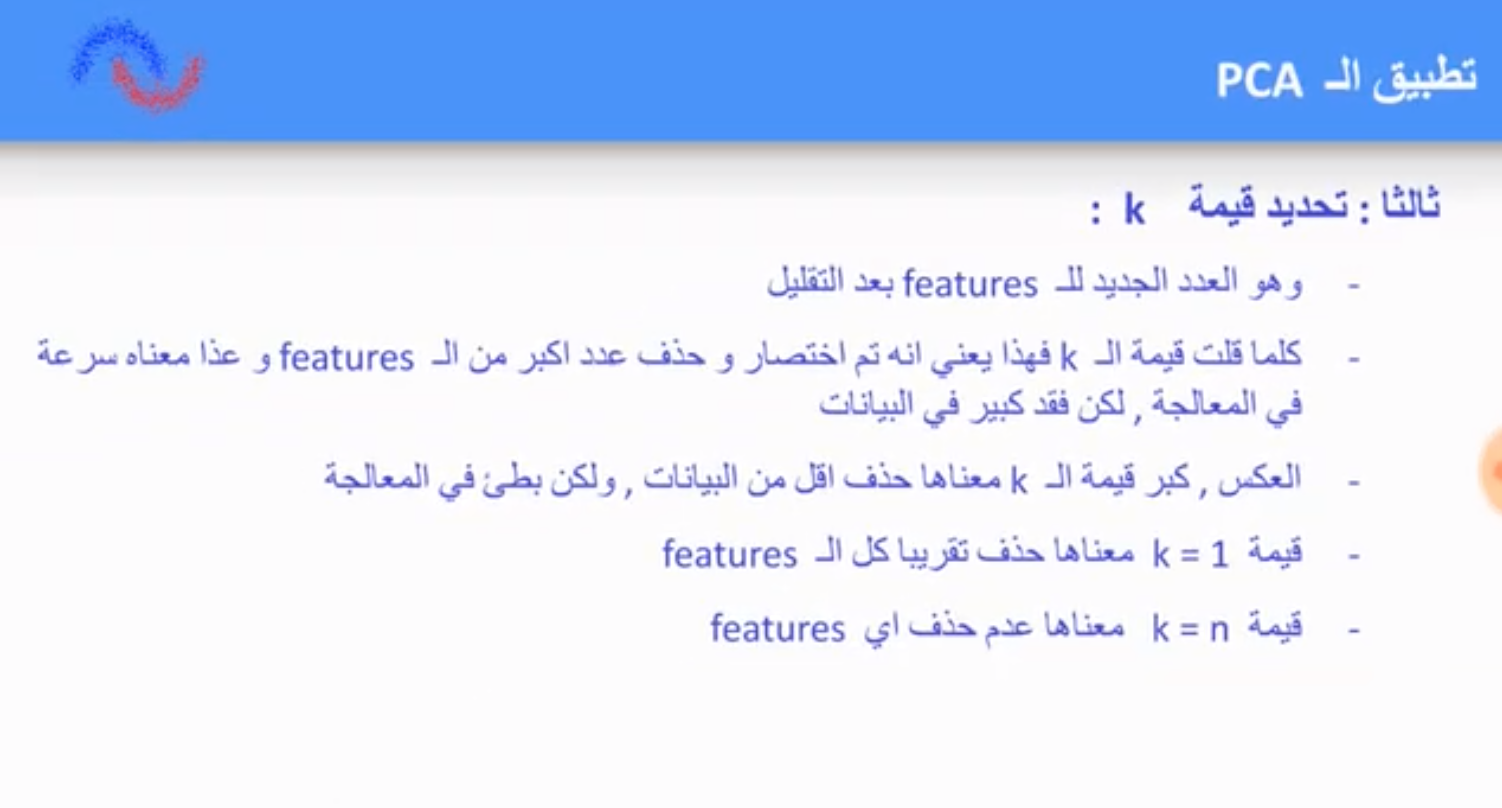 تطبيق الـ PCA
ثالثا : تحديد قيمة k :
- وهو العدد الجديد للـ features بعد التقليل
- كلما قلت قيمة الـ k فهذا يعني انه تم اختصار و حذف عدد اكبر من الـ features و عذا معناه سرعة
في المعالجة , لكن فقد كبير في البيانات
- العكس , كبر قيمة الـ k معناها حذف اقل من البيانات , ولكن بطئ في المعالجة
- قيمة k = 1 معناها حذف تقريبا كل الـ features
- قيمة k = n معناها عدم حذف اي features